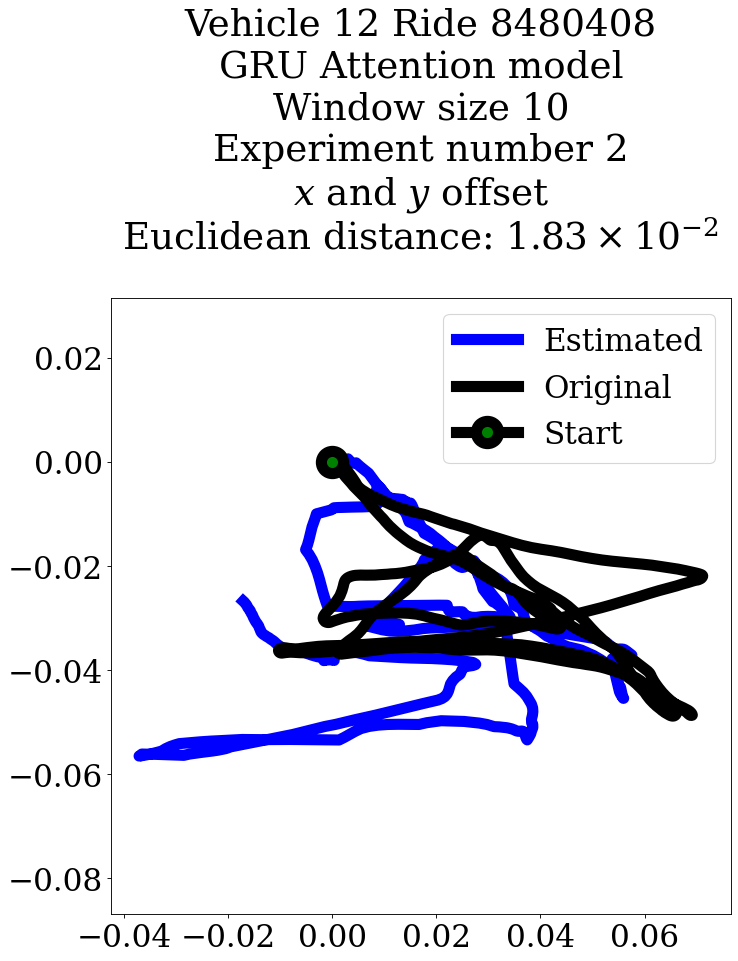 Vehicle 12 Ride 8480408
GRU Attention model
Window size 10
Experiment number 2
x and y offset
Euclidean distance: 1.83 × 10⁻²
Estimated
Original
Start
0.02
0.00
−0.02
−0.04
−0.06
−0.08
−0.04 −0.02 0.00 0.02 0.04 0.06